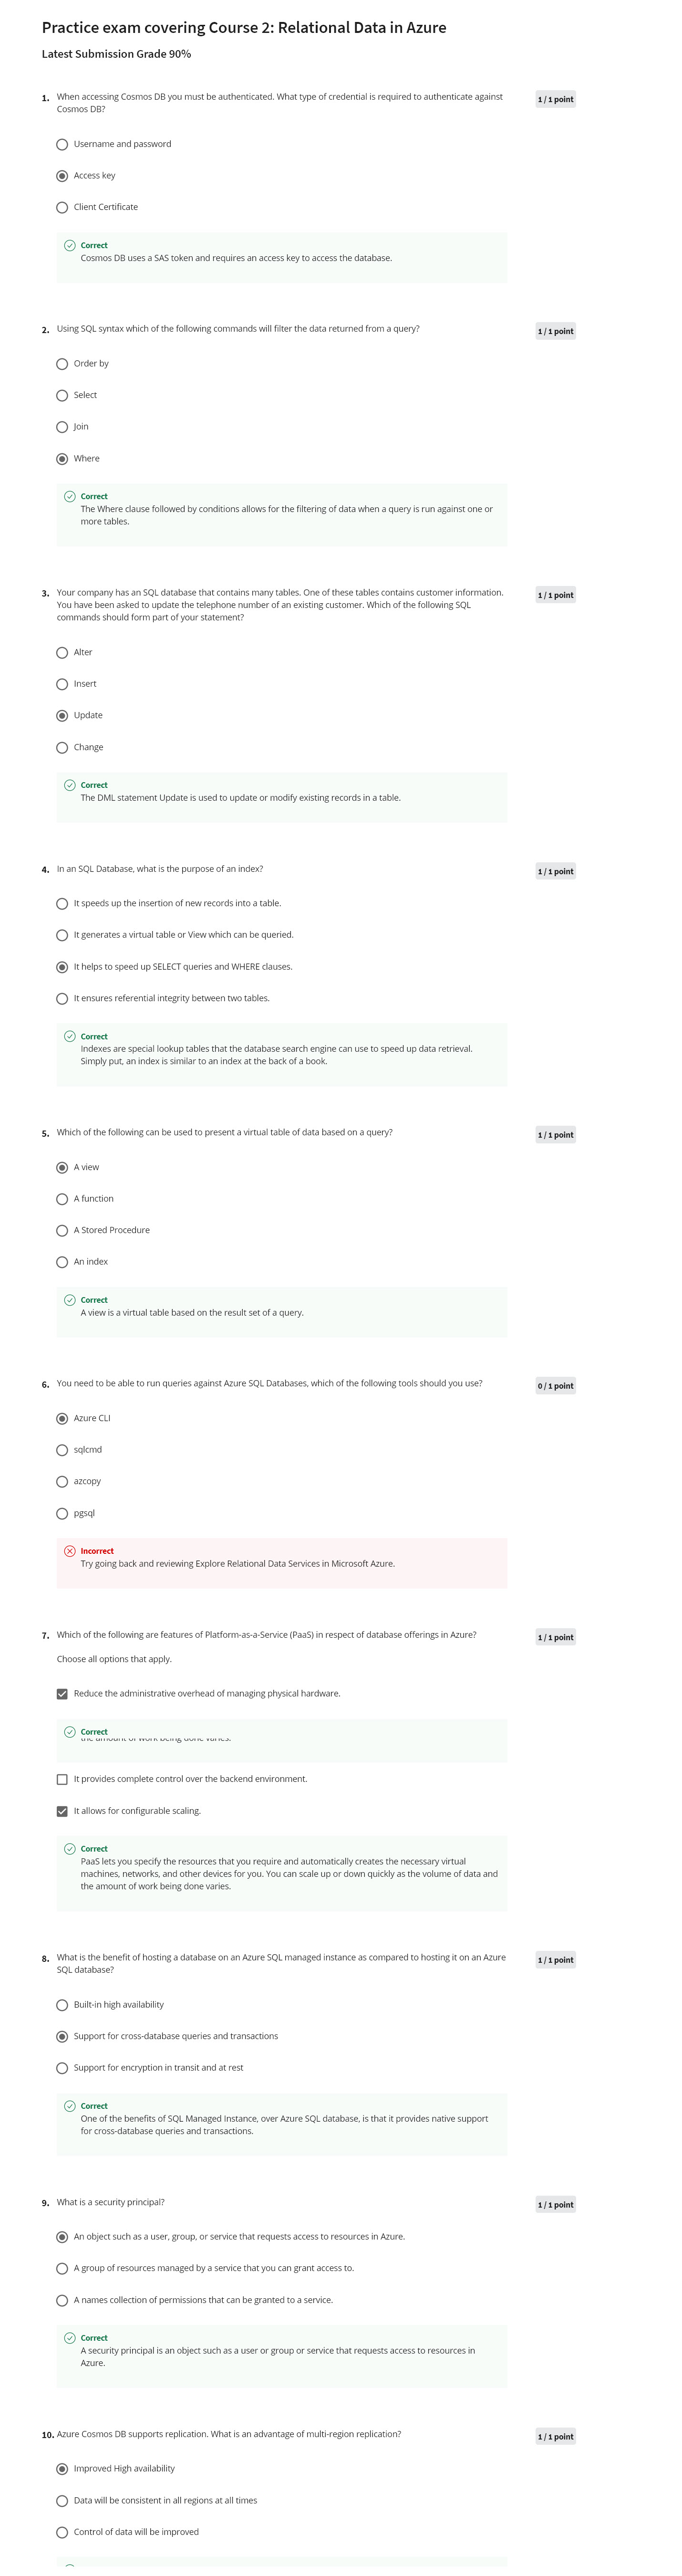 Practice exam covering Course 2: Relational Data in Azure
Latest Submission Grade 90%
1. When accessing Cosmos DB you must be authenticated. What type of credential is required to authenticate against
Cosmos DB?
1 / 1 point
Username and password
Access key
Client Certificate
Correct
Cosmos DB uses a SAS token and requires an access key to access the database.
2. Using SQL syntax which of the following commands will filter the data returned from a query?
1 / 1 point
Order by
Select
Join
Where
Correct
The Where clause followed by conditions allows for the filtering of data when a query is run against one or
more tables.
3. Your company has an SQL database that contains many tables. One of these tables contains customer information.
You have been asked to update the telephone number of an existing customer. Which of the following SQL
commands should form part of your statement?
1 / 1 point
Alter
Insert
Update
Change
Correct
The DML statement Update is used to update or modify existing records in a table.
4. In an SQL Database, what is the purpose of an index?
1 / 1 point
It speeds up the insertion of new records into a table.
It generates a virtual table or View which can be queried.
It helps to speed up SELECT queries and WHERE clauses.
It ensures referential integrity between two tables.
Correct
Indexes are special lookup tables that the database search engine can use to speed up data retrieval.
Simply put, an index is similar to an index at the back of a book.
5. Which of the following can be used to present a virtual table of data based on a query?
1 / 1 point
A view
A function
A Stored Procedure
An index
Correct
A view is a virtual table based on the result set of a query.
6. You need to be able to run queries against Azure SQL Databases, which of the following tools should you use?
0 / 1 point
Azure CLI
sqlcmd
azcopy
pgsql
Incorrect
Try going back and reviewing Explore Relational Data Services in Microsoft Azure.
7. Which of the following are features of Platform-as-a-Service (PaaS) in respect of database offerings in Azure?
1 / 1 point
Choose all options that apply.
Reduce the administrative overhead of managing physical hardware.
Correct
the amount of work being done varies.
It provides complete control over the backend environment.
It allows for configurable scaling.
Correct
PaaS lets you specify the resources that you require and automatically creates the necessary virtual
machines, networks, and other devices for you. You can scale up or down quickly as the volume of data and
the amount of work being done varies.
8. What is the benefit of hosting a database on an Azure SQL managed instance as compared to hosting it on an Azure
SQL database?
1 / 1 point
Built-in high availability
Support for cross-database queries and transactions
Support for encryption in transit and at rest
Correct
One of the benefits of SQL Managed Instance, over Azure SQL database, is that it provides native support
for cross-database queries and transactions.
9. What is a security principal?
1 / 1 point
An object such as a user, group, or service that requests access to resources in Azure.
A group of resources managed by a service that you can grant access to.
A names collection of permissions that can be granted to a service.
Correct
A security principal is an object such as a user or group or service that requests access to resources in
Azure.
10. Azure Cosmos DB supports replication. What is an advantage of multi-region replication?
1 / 1 point
Improved High availability
Data will be consistent in all regions at all times
Control of data will be improved